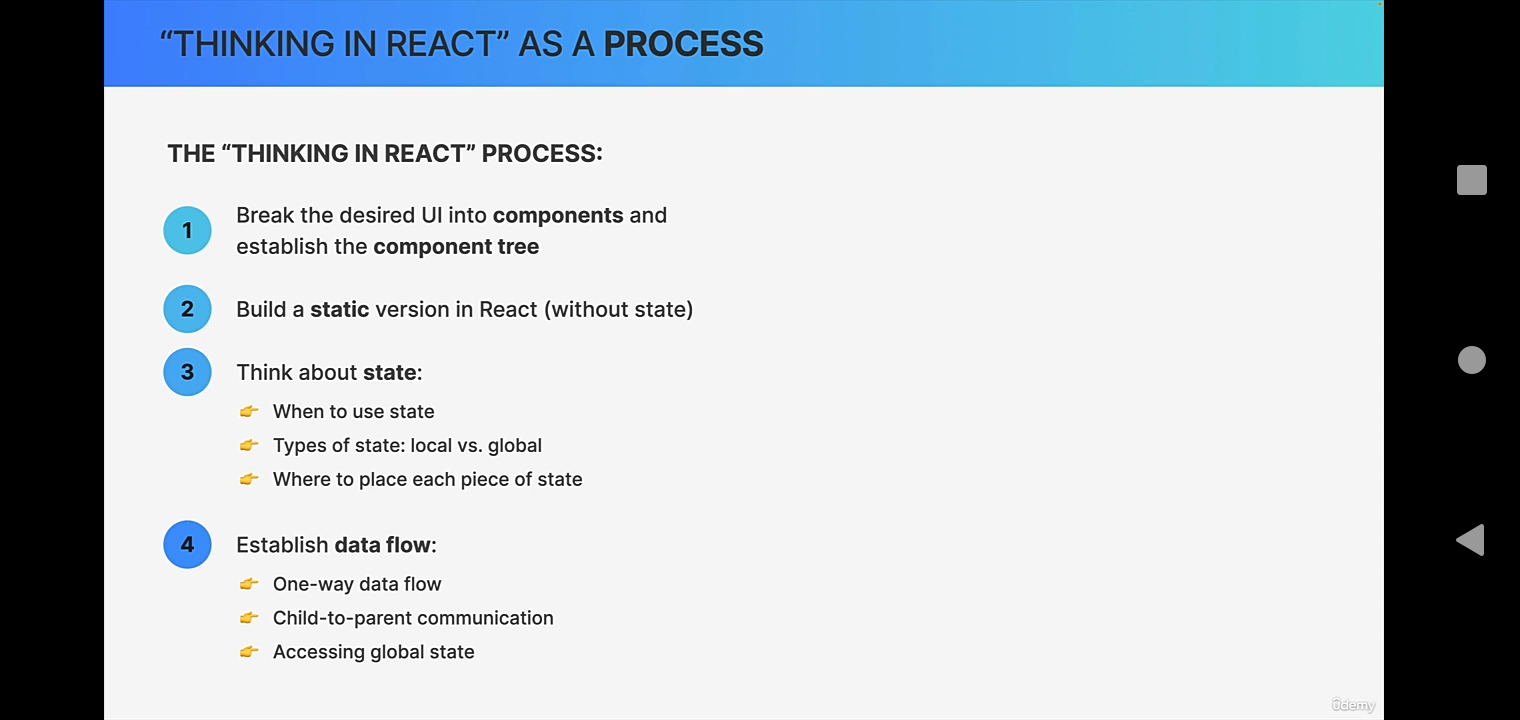 “THINKING IN REACT” AS A PROCESS
THE “THINKING IN REACT” PROCESS:
1
Break the desired UI into components and
establish the component tree
2
Build a static version in React (without state)
3
Think about state:
👉 When to use state
👉 Types of state: local vs. global
👉 Where to place each piece of state
4
Establish data flow:
👉 One-way data flow
👉 Child-to-parent communication
👉 Accessing global state
ûdemy